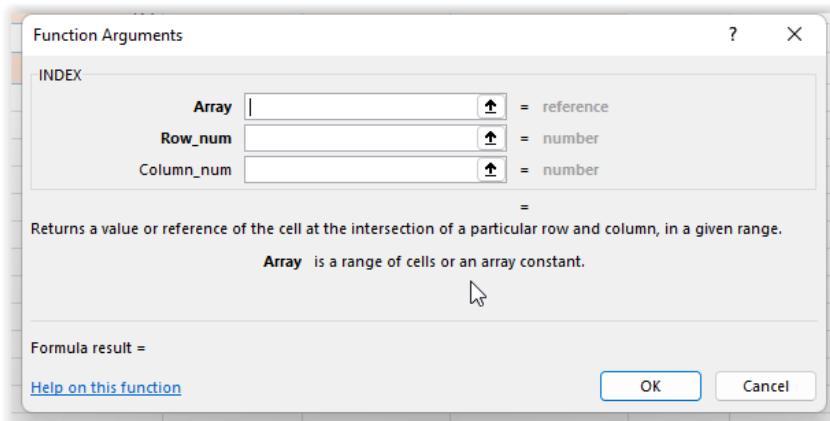 Function Arguments ? ×
INDEX
Array = reference
Row_num = number
Column_num = number
=
Returns a value or reference of the cell at the intersection of a particular row and column, in a given range.
Array is a range of cells or an array constant.
Formula result =
Help on this function
OK Cancel